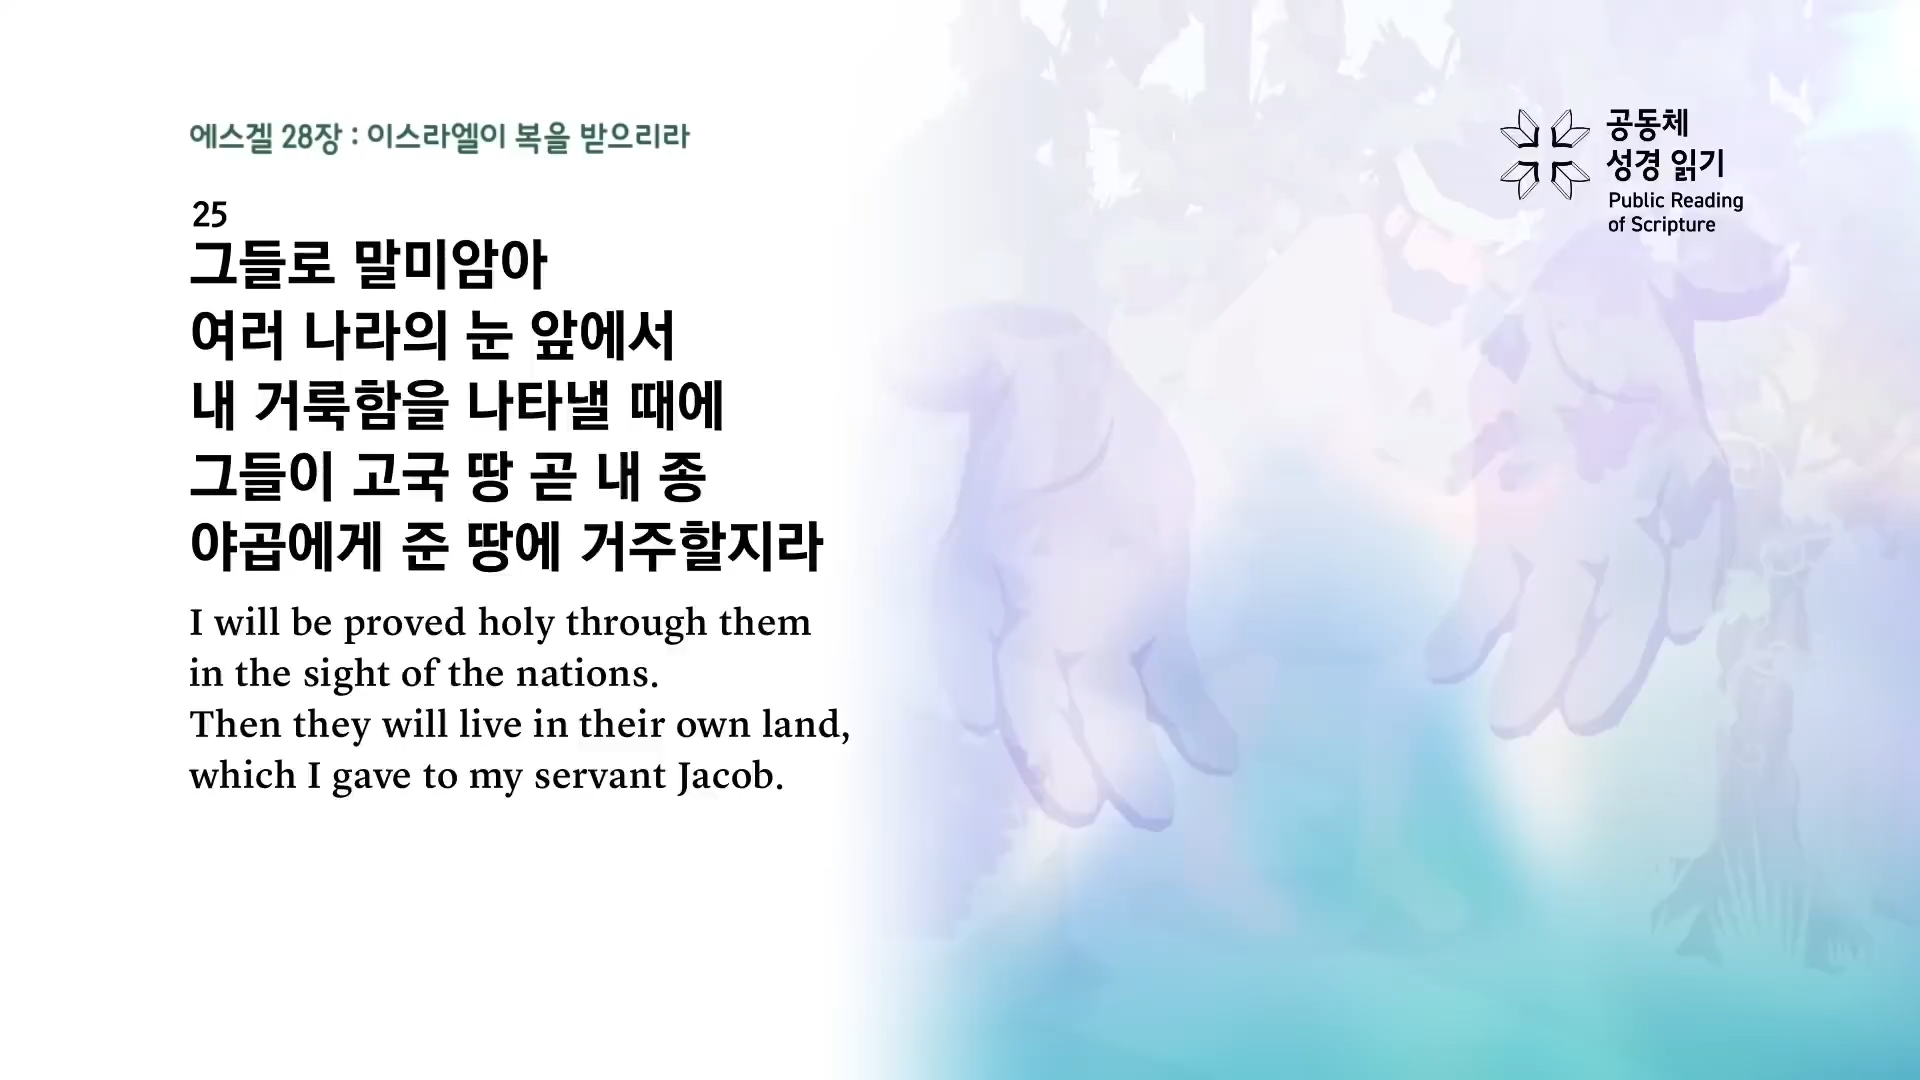 에스겔 28장 : 이스라엘이 복을 받으리라
25
그들로 말미암아
여러 나라의 눈 앞에서
내 거룩함을 나타낼 때에
그들이 고국 땅 곧 내 종
야곱에게 준 땅에 거주할지라
I will be proved holy through them
in the sight of the nations.
Then they will live in their own land,
which I gave to my servant Jacob.
공동체
성경 읽기
Public Reading
of Scripture